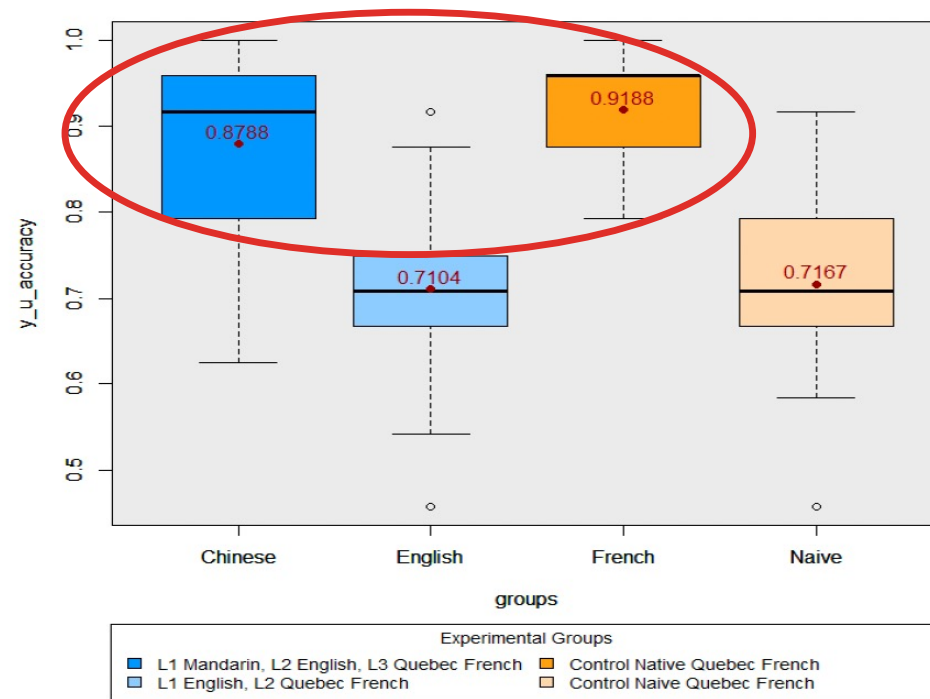 1.0
0.9
0.8
0.7
0.6
0.5
y_u_accuracy
0.8788
0.9188
0.7104
0.7167
Chinese English French Naive
groups
Experimental Groups
L1 Mandarin, L2 English, L3 Quebec French Control Native Quebec French
L1 English, L2 Quebec French Control Naive Quebec French